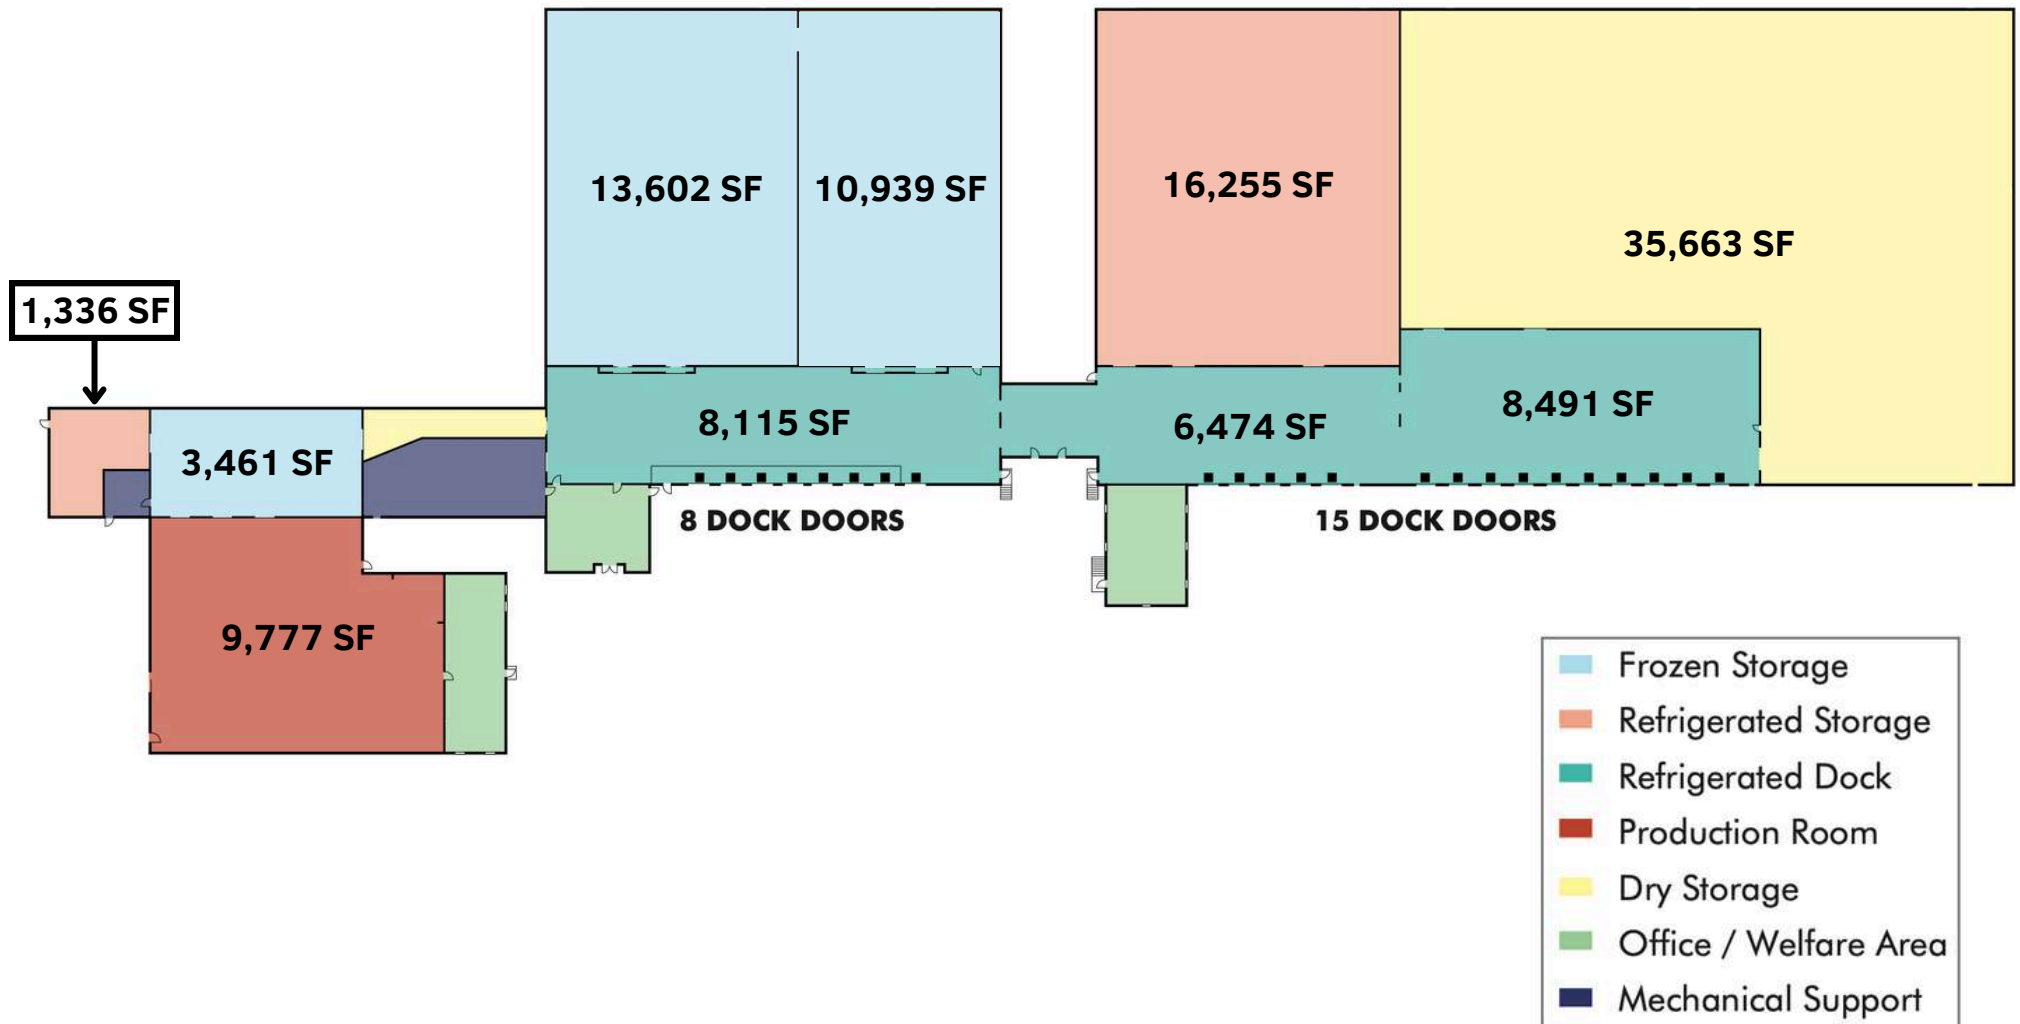 13,602 SF
10,939 SF
16,255 SF
35,663 SF
1,336 SF
3,461 SF
8,115 SF
6,474 SF
8,491 SF
8 DOCK DOORS
15 DOCK DOORS
9,777 SF
Frozen Storage
Refrigerated Storage
Refrigerated Dock
Production Room
Dry Storage
Office / Welfare Area
Mechanical Support